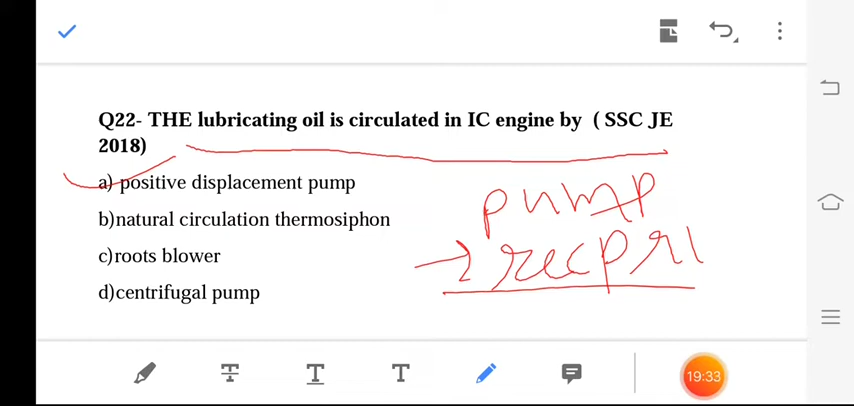 Q22- THE lubricating oil is circulated in IC engine by ( SSC JE
2018)
a) positive displacement pump
b)natural circulation thermosiphon
c)roots blower
d)centrifugal pump
pump
→ recpri
T T T
19:33